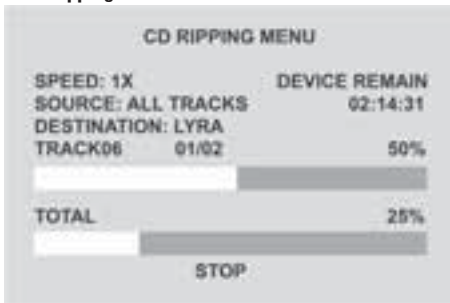 CD RIPPING MENU
SPEED: 1X DEVICE REMAIN
SOURCE: ALL TRACKS 02:14:31
DESTINATION: LYRA
TRACK06 01/02 50%
TOTAL 25%
STOP